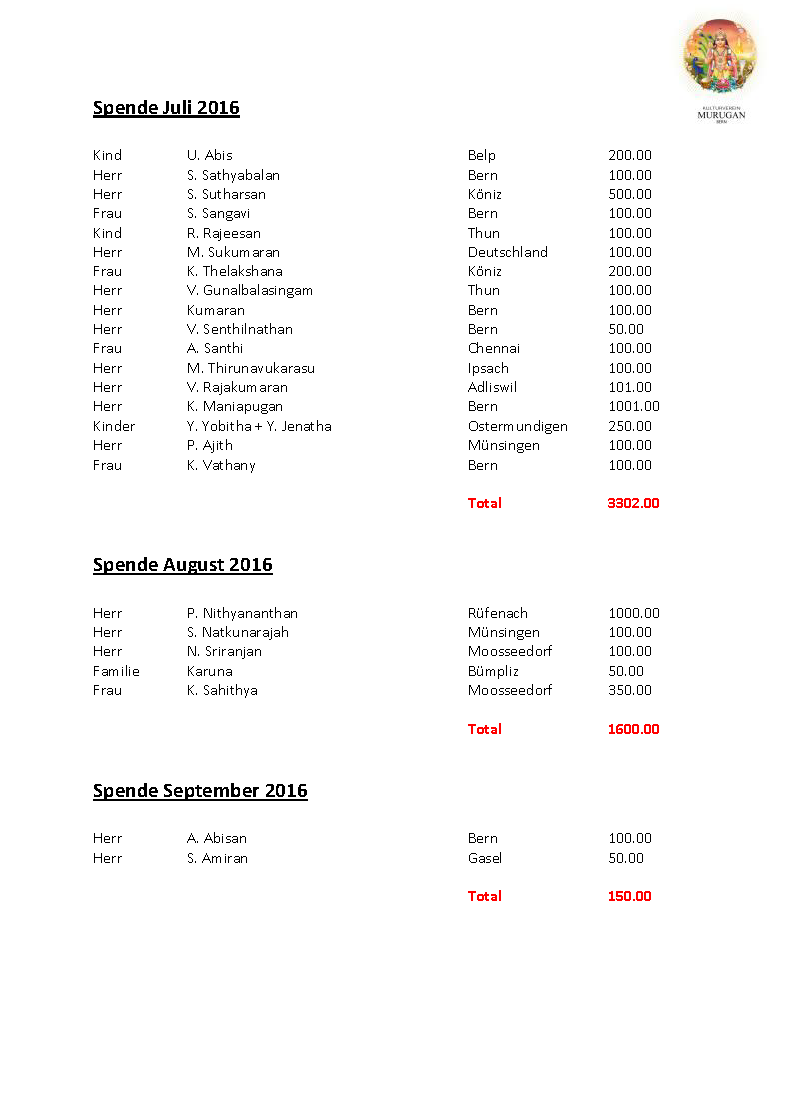 KULTURVEREIN
MURUGAN
BERN
Spende Juli 2016
Kind U. Abis Belp 200.00
Herr S. Sathyabalan Bern 100.00
Herr S. Sutharsan Köniz 500.00
Frau S. Sangavi Bern 100.00
Kind R. Rajeesan Thun 100.00
Herr M. Sukumaran Deutschland 100.00
Frau K. Thelakshana Köniz 200.00
Herr V. Gunalbalasingam Thun 100.00
Herr Kumaran Bern 100.00
Herr V. Senthilnathan Bern 50.00
Frau A. Santhi Chennai 100.00
Herr M. Thirunavukarasu Ipsach 100.00
Herr V. Rajakumaran Adliswil 101.00
Herr K. Maniapugan Bern 1001.00
Kinder Y. Yobitha + Y. Jenatha Ostermundigen 250.00
Herr P. Ajith Münsingen 100.00
Frau K. Vathany Bern 100.00
Total 3302.00
Spende August 2016
Herr P. Nithyananthan Rüfenach 1000.00
Herr S. Natkunarajah Münsingen 100.00
Herr N. Sriranjan Moosseedorf 100.00
Familie Karuna Bümpliz 50.00
Frau K. Sahithya Moosseedorf 350.00
Total 1600.00
Spende September 2016
Herr A. Abisan Bern 100.00
Herr S. Amiran Gasel 50.00
Total 150.00